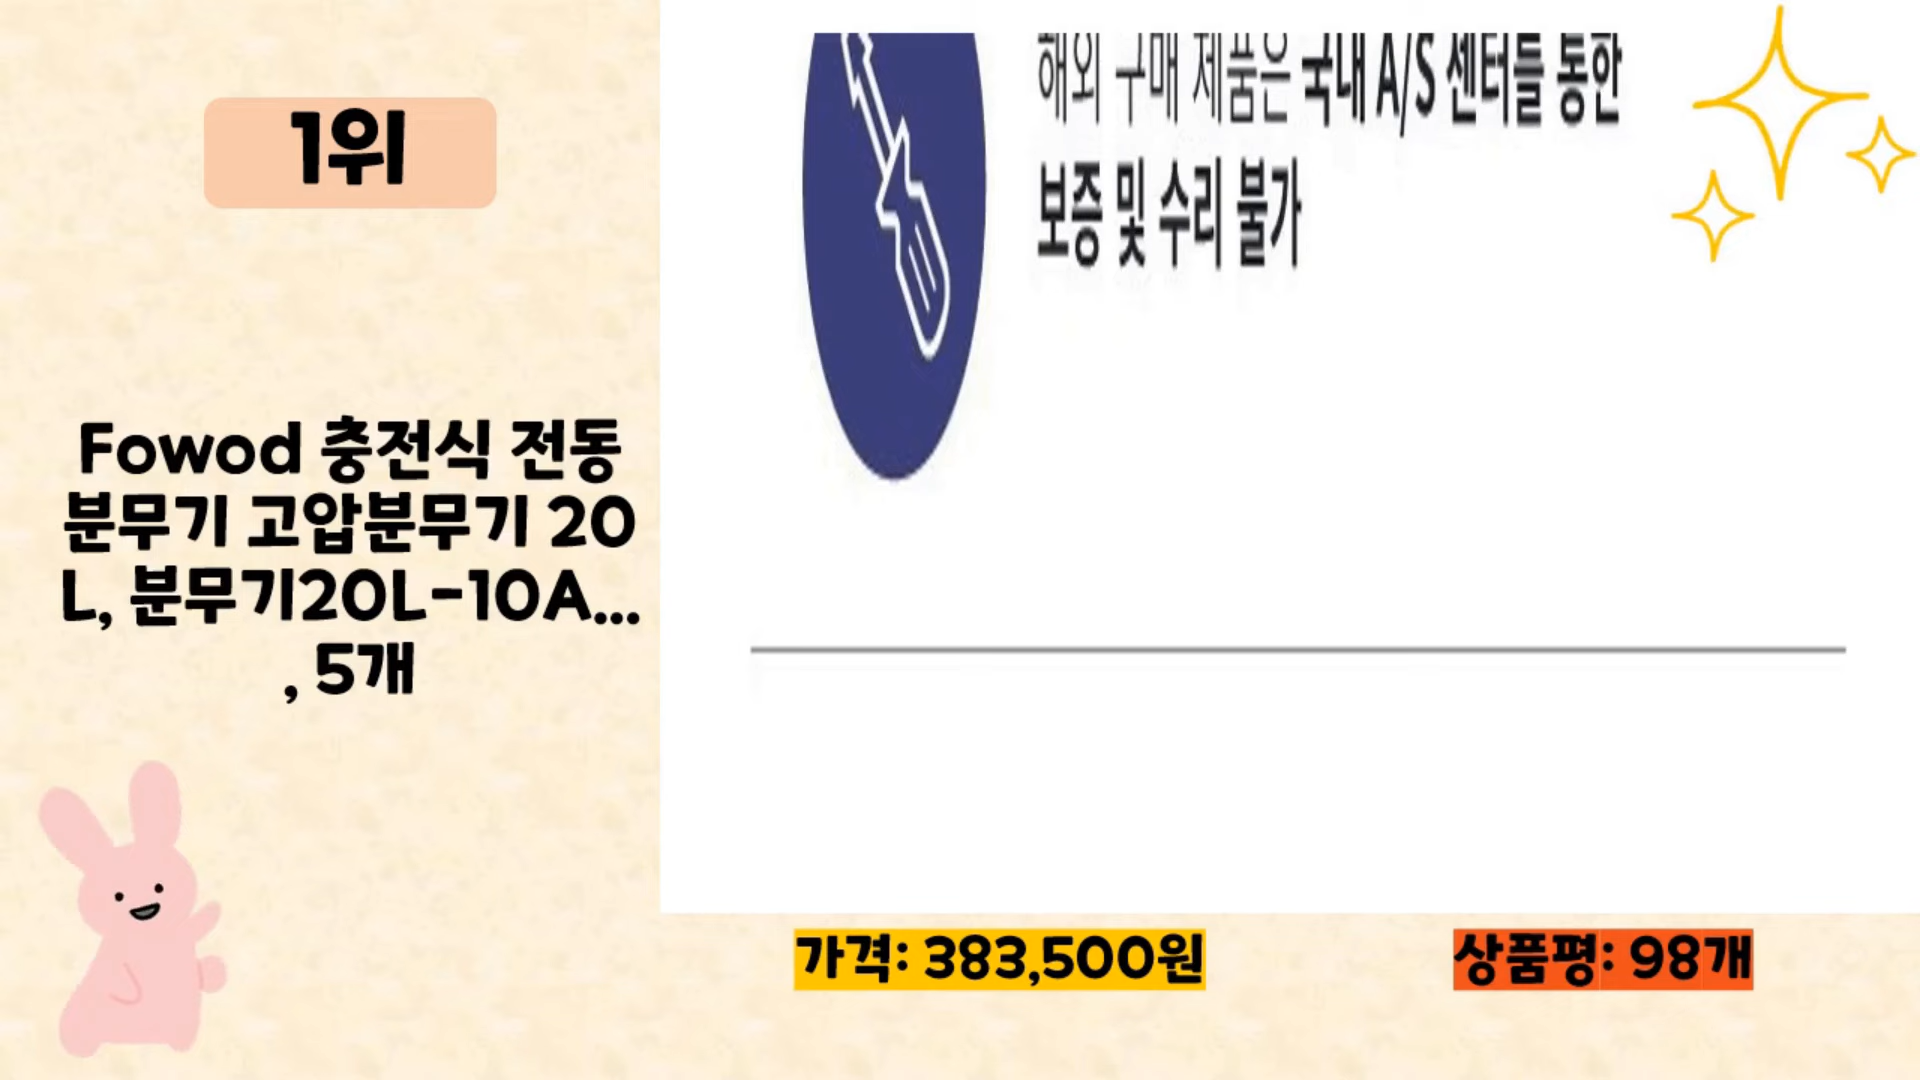 1위
Fowod 충전식 전동
분무기 고압분무기 20
L, 분무기20L-10A...
, 5개
해외 구매 제품은 국내 A/S 센터를 통한
보증 및 수리 불가
가격: 383,500원
상품평: 98개